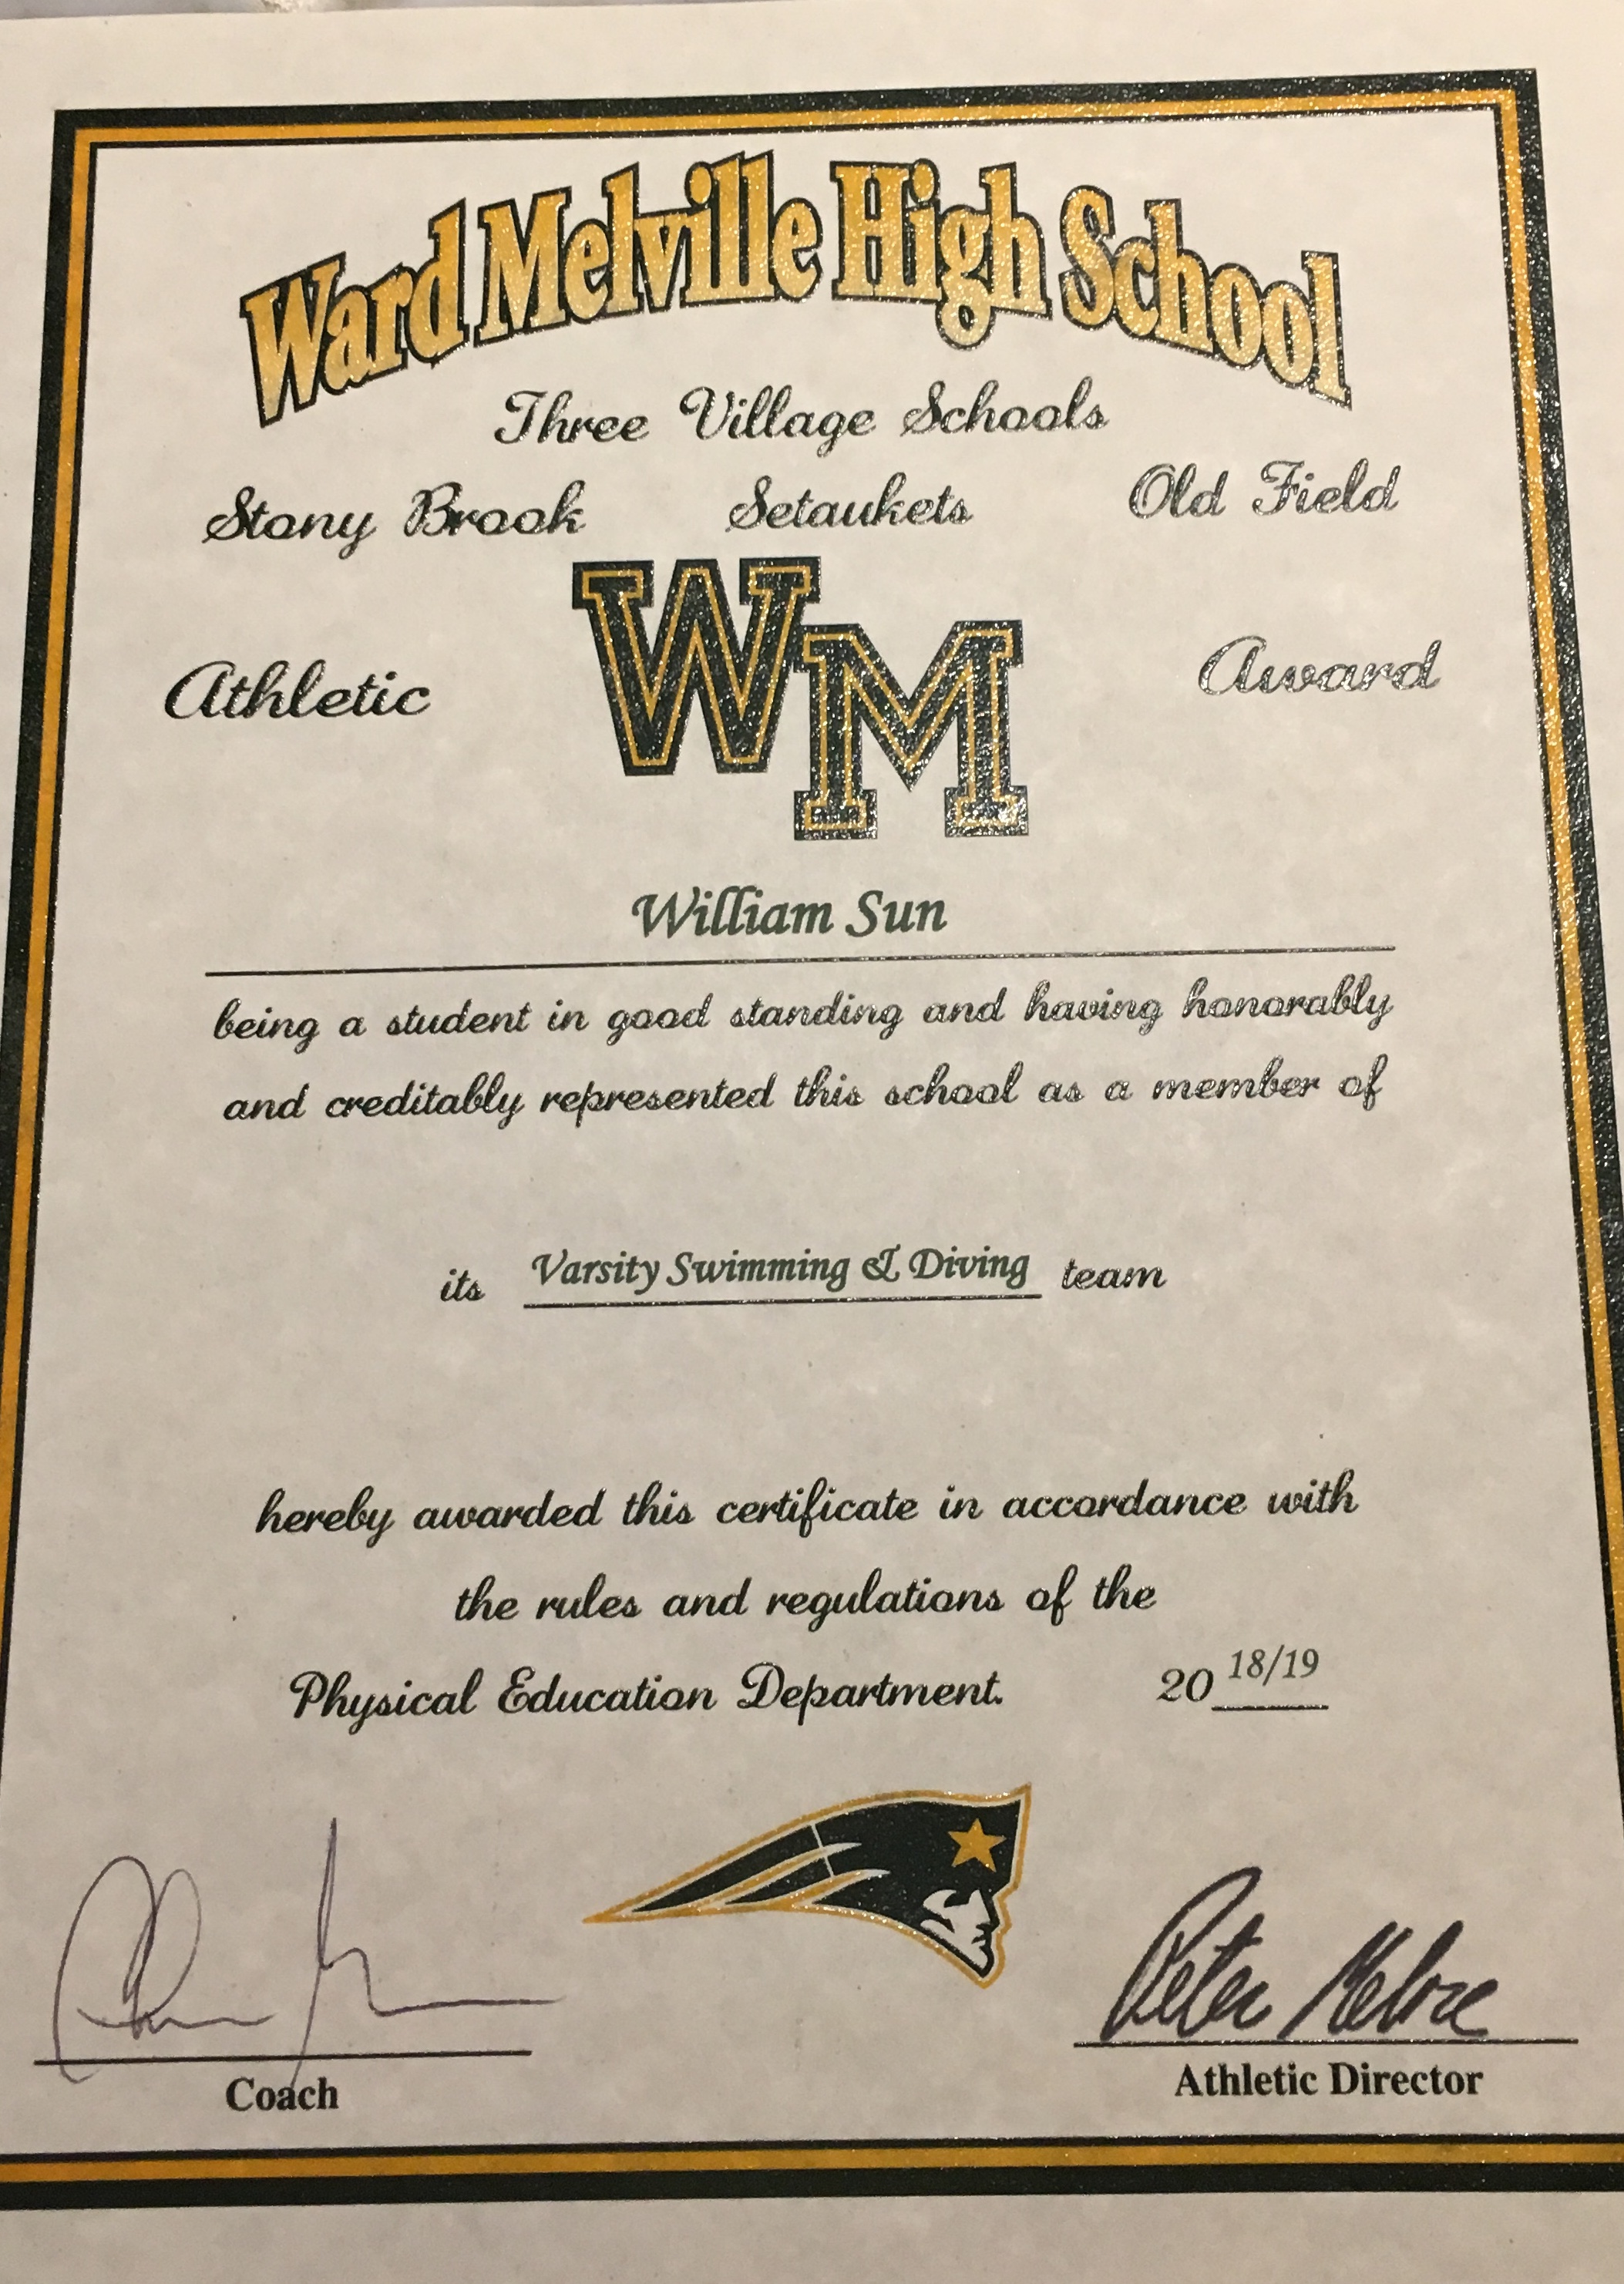 Ward Melville High School
Three Village Schools
Stony Brook Setaukets Old Field
Athletic WM Award
William Sun
being a student in good standing and having honorably
and creditably represented this school as a member of
its Varsity Swimming & Diving team
hereby awarded this certificate in accordance with
the rules and regulations of the
Physical Education Department. 20 18/19
Peter Melore
Coach Athletic Director